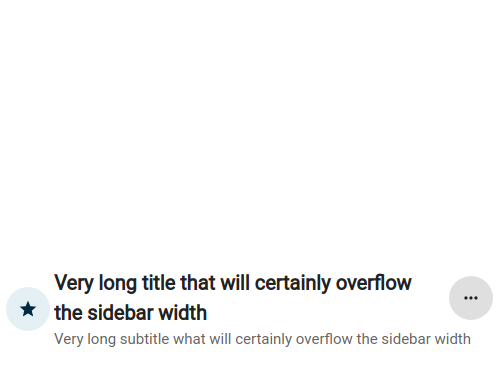 Very long title that will certainly overflow
the sidebar width
Very long subtitle what will certainly overflow the sidebar width